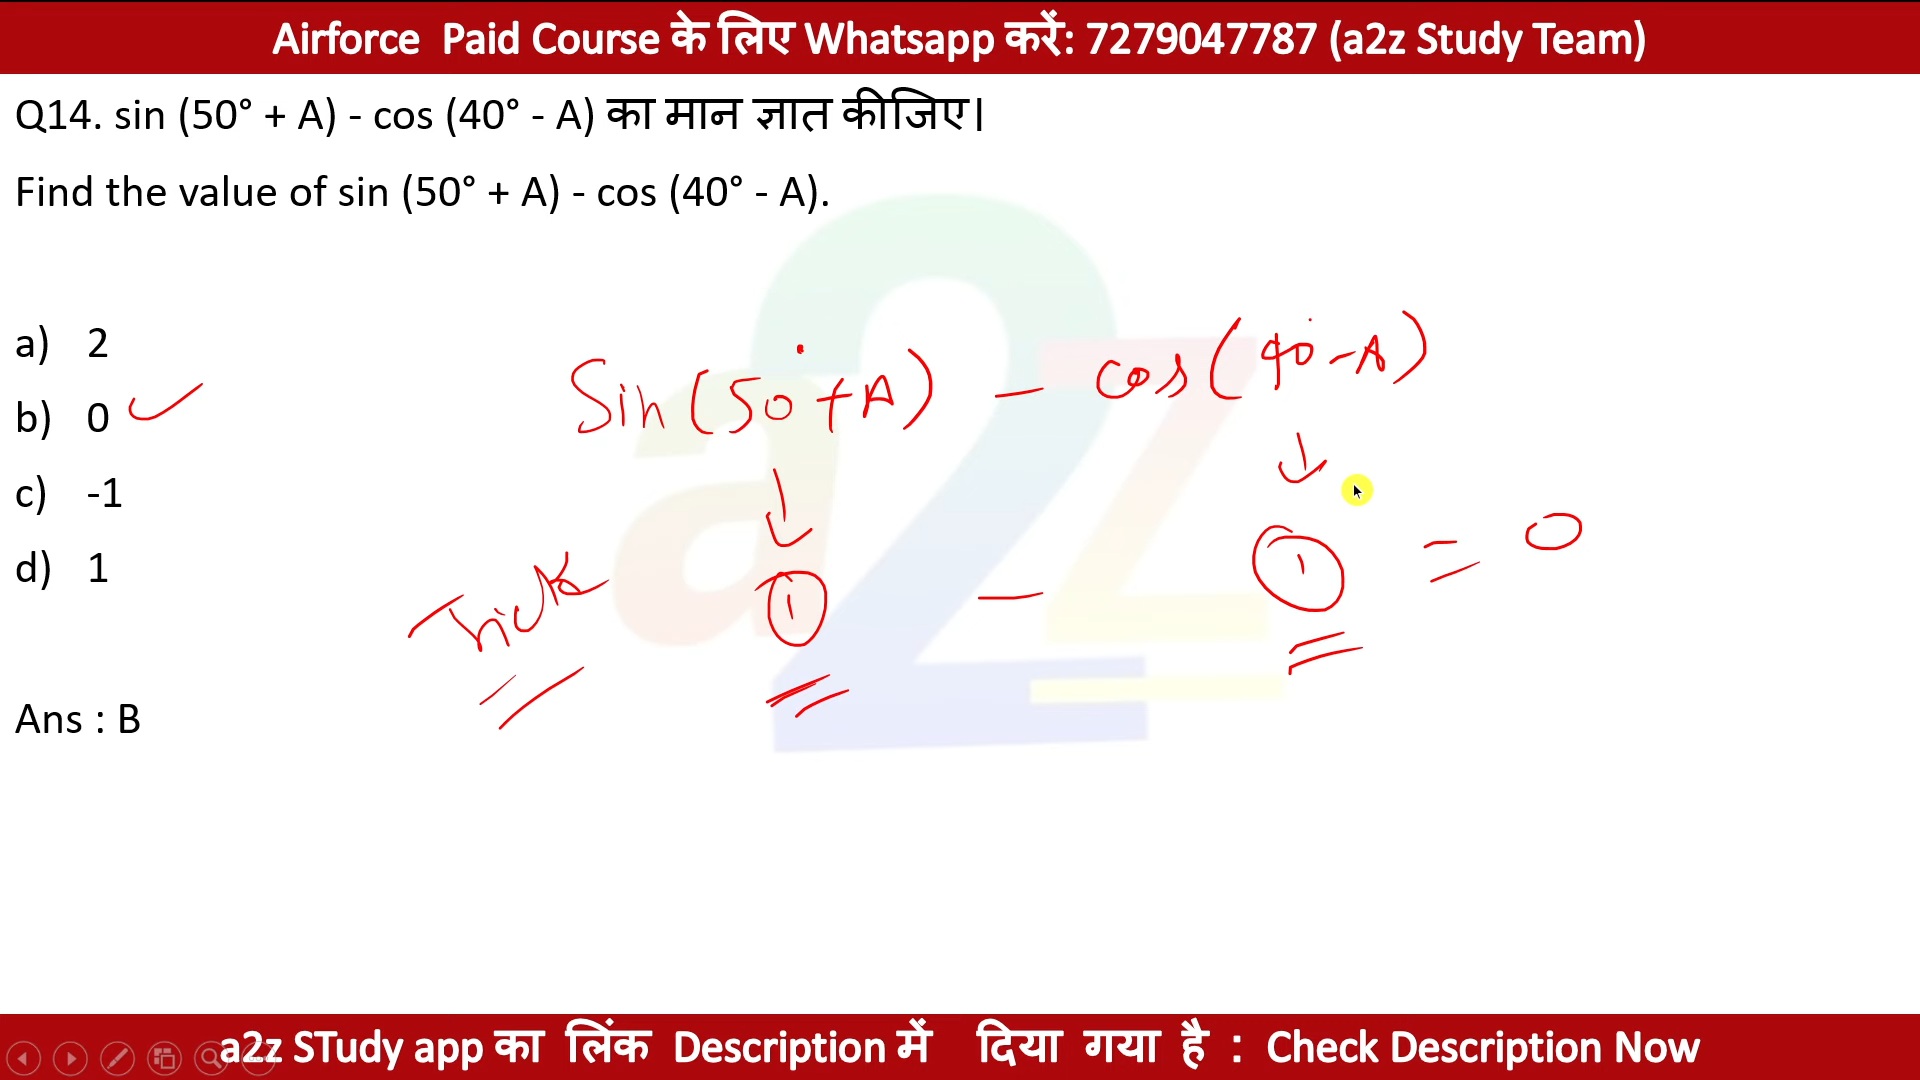 Airforce Paid Course के लिए Whatsapp करें: 7279047787 (a2z Study Team)
Q14. sin (50° + A) - cos (40° - A) का मान ज्ञात कीजिए।
Find the value of sin (50° + A) - cos (40° - A).
a) 2
b) 0
c) -1
d) 1
Sin(50°+A) - cos(40°-A)
Trick
1 - 1 = 0
Ans : B
a2z
a2z STudy app का लिंक Description में दिया गया है : Check Description Now